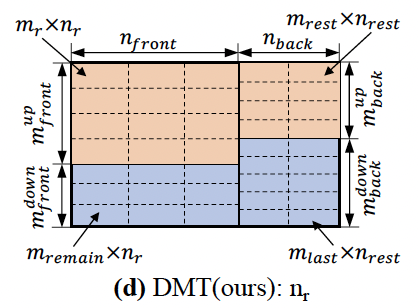 m_r×n_r
n_front
n_back
m_rest×n_rest
m_front^up
m_back^up
m_front^down
m_back^down
m_remain×n_r
m_last×n_rest
(d) DMT(ours): n_r